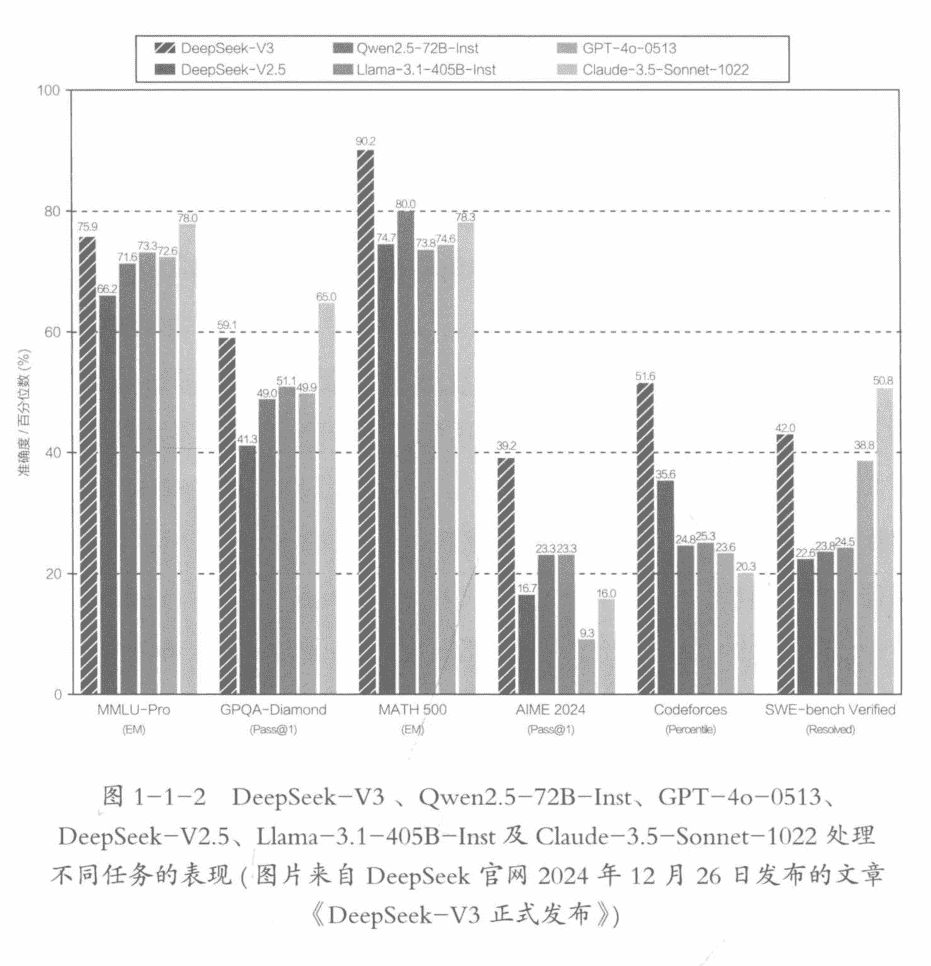 DeepSeek-V3 Qwen2.5-72B-Inst GPT-4o-0513
DeepSeek-V2.5 Llama-3.1-405B-Inst Claude-3.5-Sonnet-1022
准确度 / 百分位数 (%)
100
80
60
40
20
0
75.9 66.2 71.6 73.3 72.6 78.0
59.1 41.3 49.0 51.1 49.9 65.0
90.2 74.7 80.0 73.8 74.6 78.3
39.2 16.7 23.3 23.3 9.3 16.0
51.6 35.6 24.8 25.3 23.6 20.3
42.0 22.6 23.8 24.5 38.8 50.8
MMLU-Pro GPQA-Diamond MATH 500 AIME 2024 Codeforces SWE-bench Verified
(EM) (Pass@1) (EM) (Pass@1) (Percentile) (Resolved)
图 1-1-2 DeepSeek-V3 、Qwen2.5-72B-Inst、GPT-4o-0513、
DeepSeek-V2.5、Llama-3.1-405B-Inst 及 Claude-3.5-Sonnet-1022 处理
不同任务的表现 ( 图片来自 DeepSeek 官网 2024 年 12 月 26 日发布的文章
《DeepSeek-V3 正式发布》)